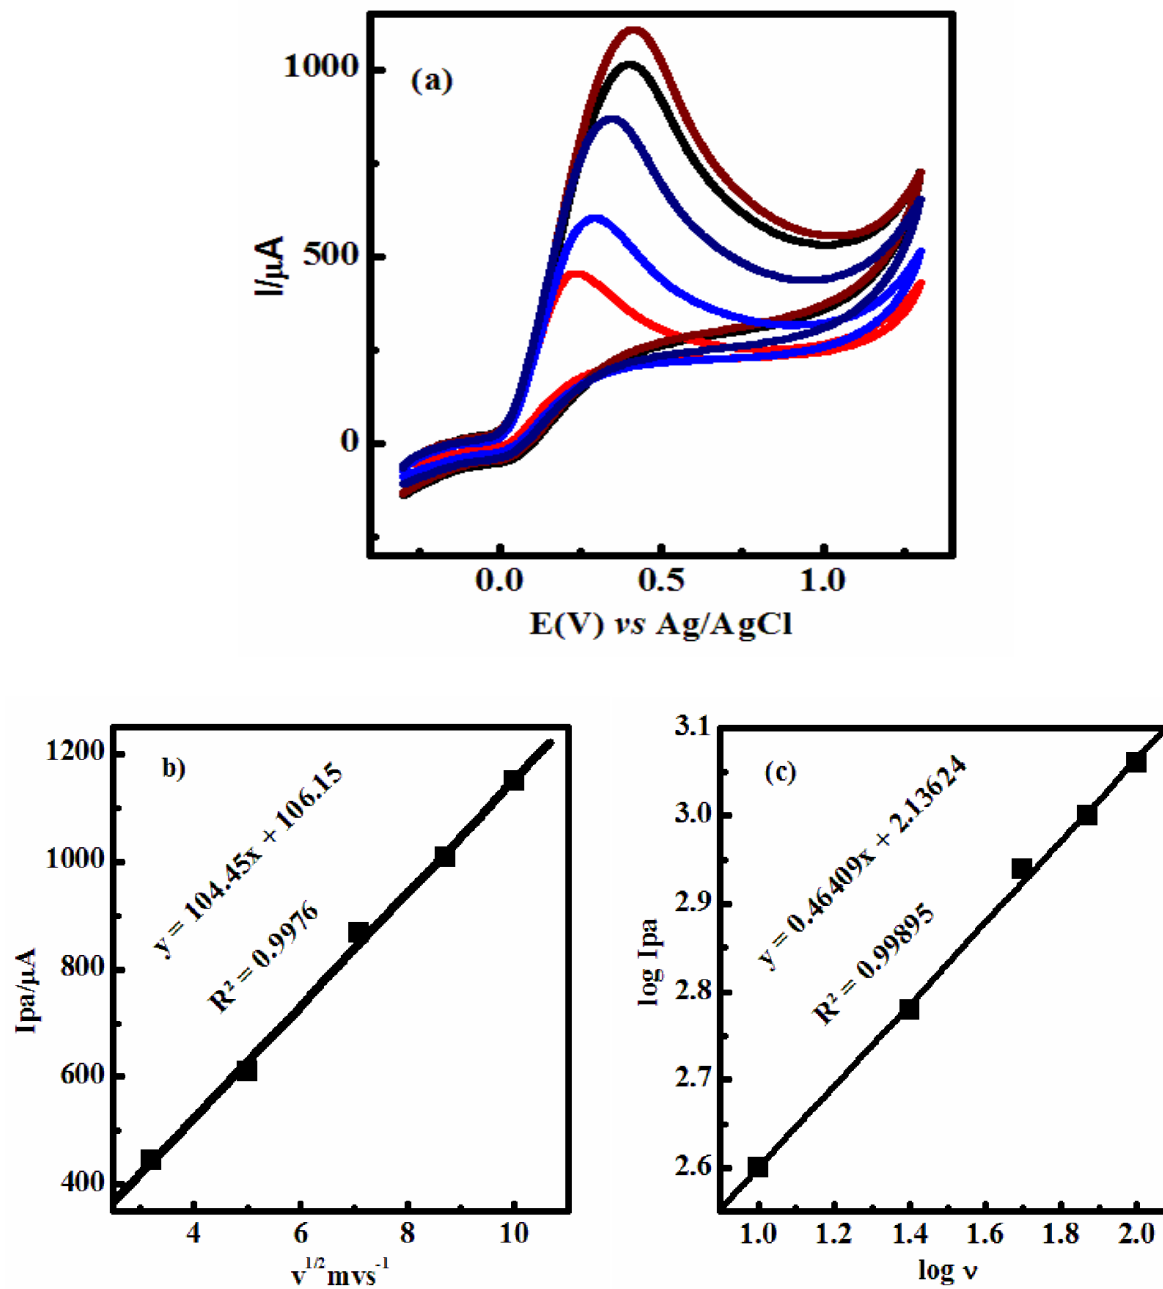 (a)
1000
500
0
I/μA
0.0 0.5 1.0
E(V) vs Ag/AgCl
b)
1200
1000
800
600
400
Ipa/μA
y = 104.45x + 106.15
R² = 0.9976
4 6 8 10
v^1/2 mvs^-1
(c)
3.1
3.0
2.9
2.8
2.7
2.6
log Ipa
y = 0.46409x + 2.13624
R² = 0.99895
1.0 1.2 1.4 1.6 1.8 2.0
log ν